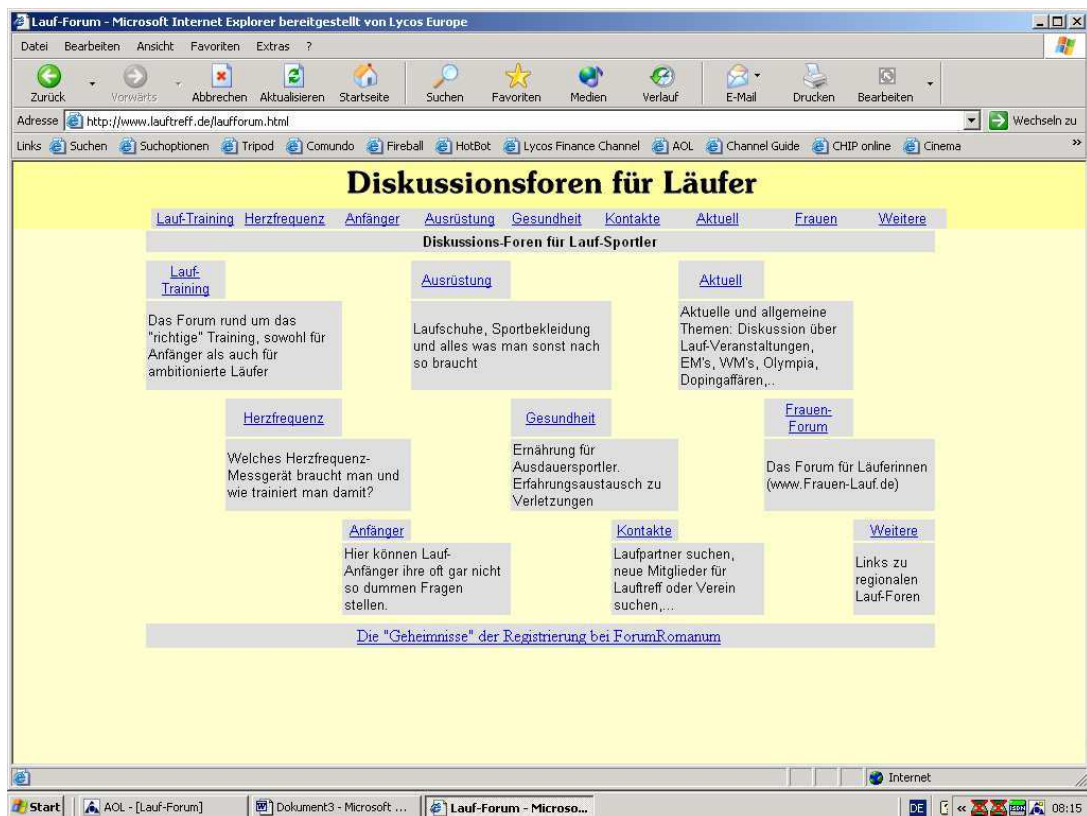 Lauf-Forum - Microsoft Internet Explorer bereitgestellt von Lycos Europe
Datei Bearbeiten Ansicht Favoriten Extras ?
Zurück Vorwärts Abbrechen Aktualisieren Startseite Suchen Favoriten Medien Verlauf E-Mail Drucken Bearbeiten
Adresse http://www.lauftreff.de/laufforum.html Wechseln zu
Links Suchen Suchoptionen Tripod Comundo Fireball HotBot Lycos Finance Channel AOL Channel Guide CHIP online Cinema »
Diskussionsforen für Läufer
Lauf-Training Herzfrequenz Anfänger Ausrüstung Gesundheit Kontakte Aktuell Frauen Weitere
Diskussions-Foren für Lauf-Sportler
Lauf-
Training
Das Forum rund um das
"richtige" Training, sowohl für
Anfänger als auch für
ambitionierte Läufer
Ausrüstung
Laufschuhe, Sportbekleidung
und alles was man sonst nach
so braucht
Aktuell
Aktuelle und allgemeine
Themen: Diskussion über
Lauf-Veranstaltungen,
EM's, WM's, Olympia,
Dopingaffären,..
Herzfrequenz
Welches Herzfrequenz-
Messgerät braucht man und
wie trainiert man damit?
Gesundheit
Ernährung für
Ausdauersportler.
Erfahrungsaustausch zu
Verletzungen
Frauen-
Forum
Das Forum für Läuferinnen
(www.Frauen-Lauf.de)
Anfänger
Hier können Lauf-
Anfänger ihre oft gar nicht
so dummen Fragen
stellen.
Kontakte
Laufpartner suchen,
neue Mitglieder für
Lauftreff oder Verein
suchen,...
Weitere
Links zu
regionalen
Lauf-Foren
Die "Geheimnisse" der Registrierung bei ForumRomanum
Internet
Start AOL - [Lauf-Forum] Dokument3 - Microsoft ... Lauf-Forum - Microso... DE « ISDN 08:15